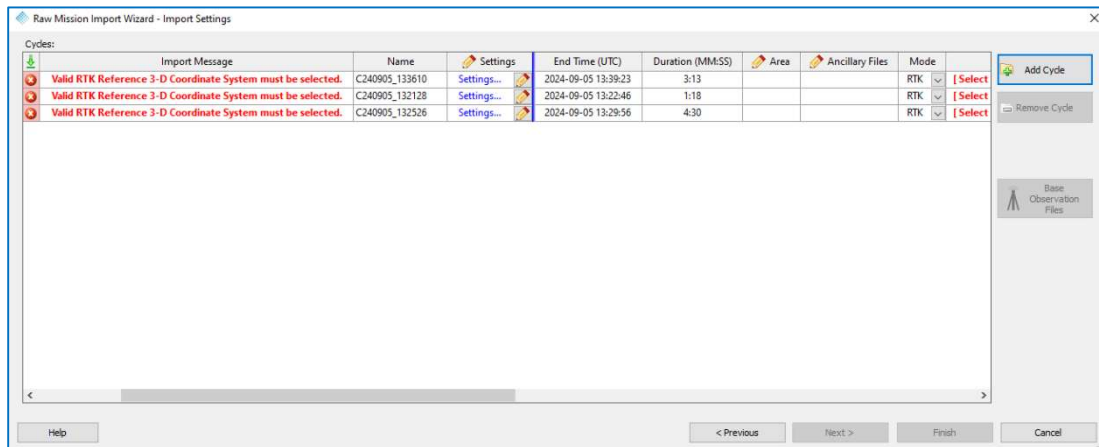 Raw Mission Import Wizard - Import Settings
Cycles:
Import Message Name Settings End Time (UTC) Duration (MM:SS) Area Ancillary Files Mode
Valid RTK Reference 3-D Coordinate System must be selected. C240905_133610 Settings... 2024-09-05 13:39:23 3:13 RTK [ Select
Valid RTK Reference 3-D Coordinate System must be selected. C240905_132128 Settings... 2024-09-05 13:22:46 1:18 RTK [ Select
Valid RTK Reference 3-D Coordinate System must be selected. C240905_132526 Settings... 2024-09-05 13:29:56 4:30 RTK [ Select
Add Cycle
Remove Cycle
Base
Observation
Files
Help < Previous Next > Finish Cancel